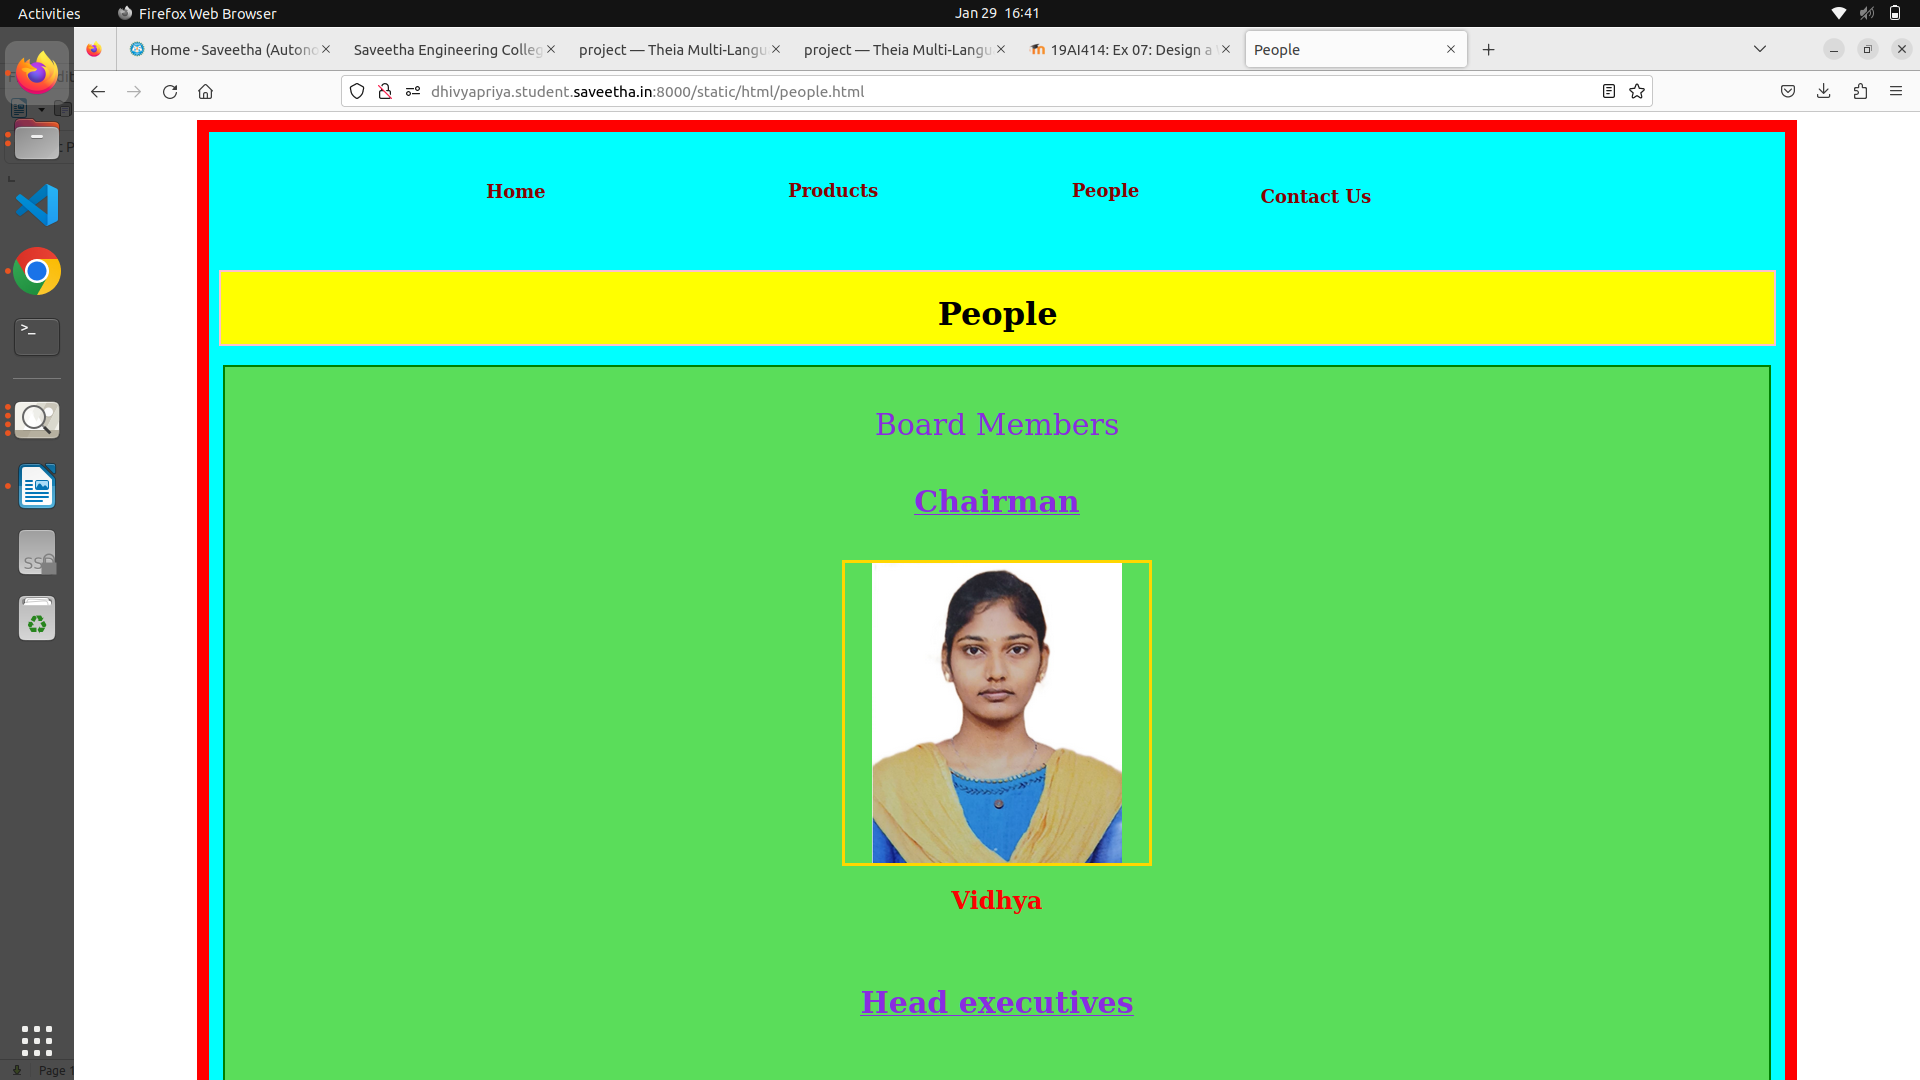 Activities
Firefox Web Browser
Jan 29 16:41
Home - Saveetha (Autono
Saveetha Engineering Colleg
project — Theia Multi-Langu
project — Theia Multi-Langu
19AI414: Ex 07: Design a
People
dhivyapriya.student.saveetha.in:8000/static/html/people.html
Home
Products
People
Contact Us
People
Board Members
Chairman
Vidhya
Head executives
>_
Page 1